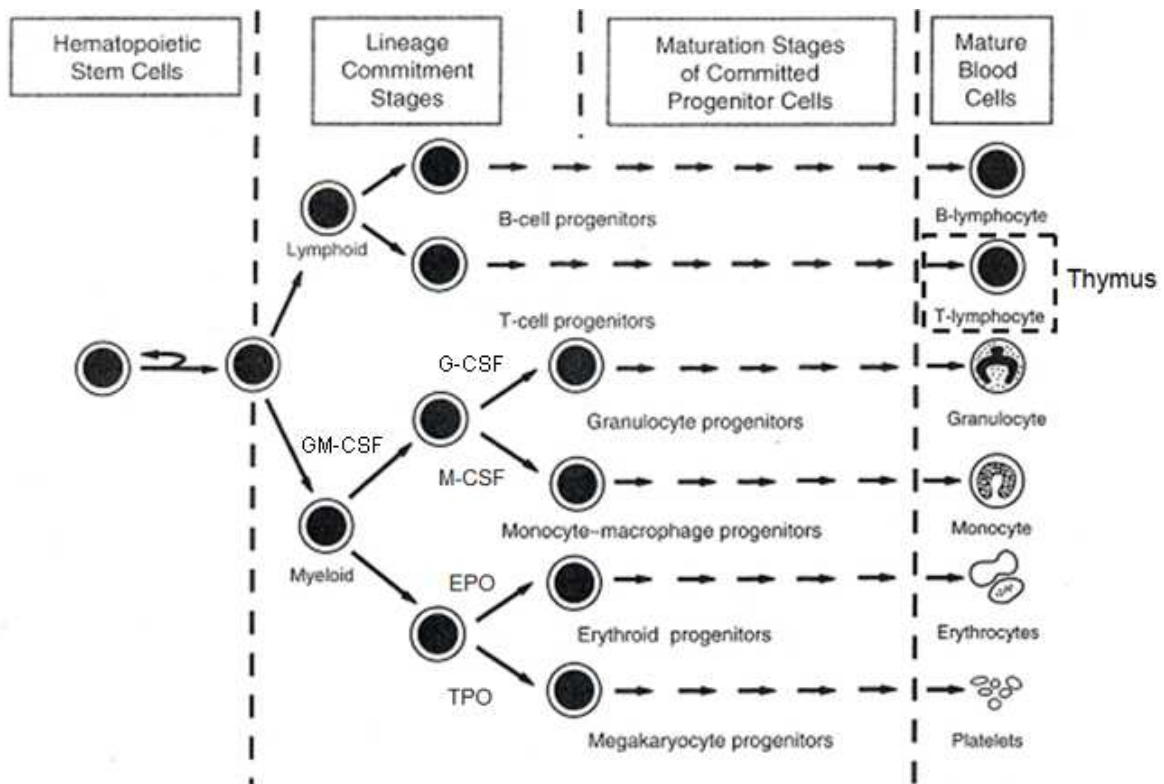 Hematopoietic
Stem Cells
Lineage
Commitment
Stages
Maturation Stages
of Committed
Progenitor Cells
Mature
Blood
Cells
B-cell progenitors
B-lymphocyte
Lymphoid
Thymus
T-cell progenitors
T-lymphocyte
G-CSF
Granulocyte progenitors
Granulocyte
GM-CSF
M-CSF
Monocyte-macrophage progenitors
Monocyte
Myeloid
EPO
Erythroid progenitors
Erythrocytes
TPO
Megakaryocyte progenitors
Platelets